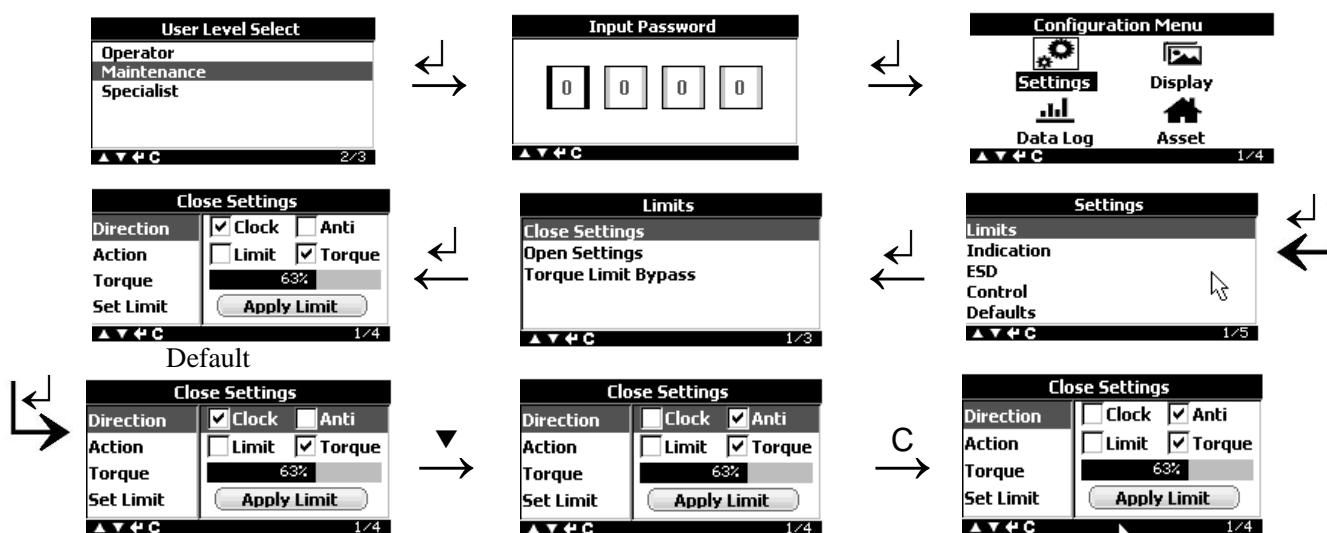 User Level Select
Operator
Maintenance
Specialist
▲ ▼ ↵ C 2/3
Input Password
0 0 0 0
▲ ▼ ↵ C
Configuration Menu
Settings Display
Data Log Asset
▲ ▼ ↵ C 1/4
Close Settings
Direction Clock Anti
Action Limit Torque
Torque 63%
Set Limit Apply Limit
▲ ▼ ↵ C 1/4
Default
Limits
Close Settings
Open Settings
Torque Limit Bypass
▲ ▼ ↵ C 1/3
Settings
Limits
Indication
ESD
Control
Defaults
▲ ▼ ↵ C 1/5
Close Settings
Direction Clock Anti
Action Limit Torque
Torque 63%
Set Limit Apply Limit
▲ ▼ ↵ C 1/4
▼
Close Settings
Direction Clock Anti
Action Limit Torque
Torque 63%
Set Limit Apply Limit
▲ ▼ ↵ C 1/4
C
Close Settings
Direction Clock Anti
Action Limit Torque
Torque 63%
Set Limit Apply Limit
▲ ▼ ↵ C 1/4